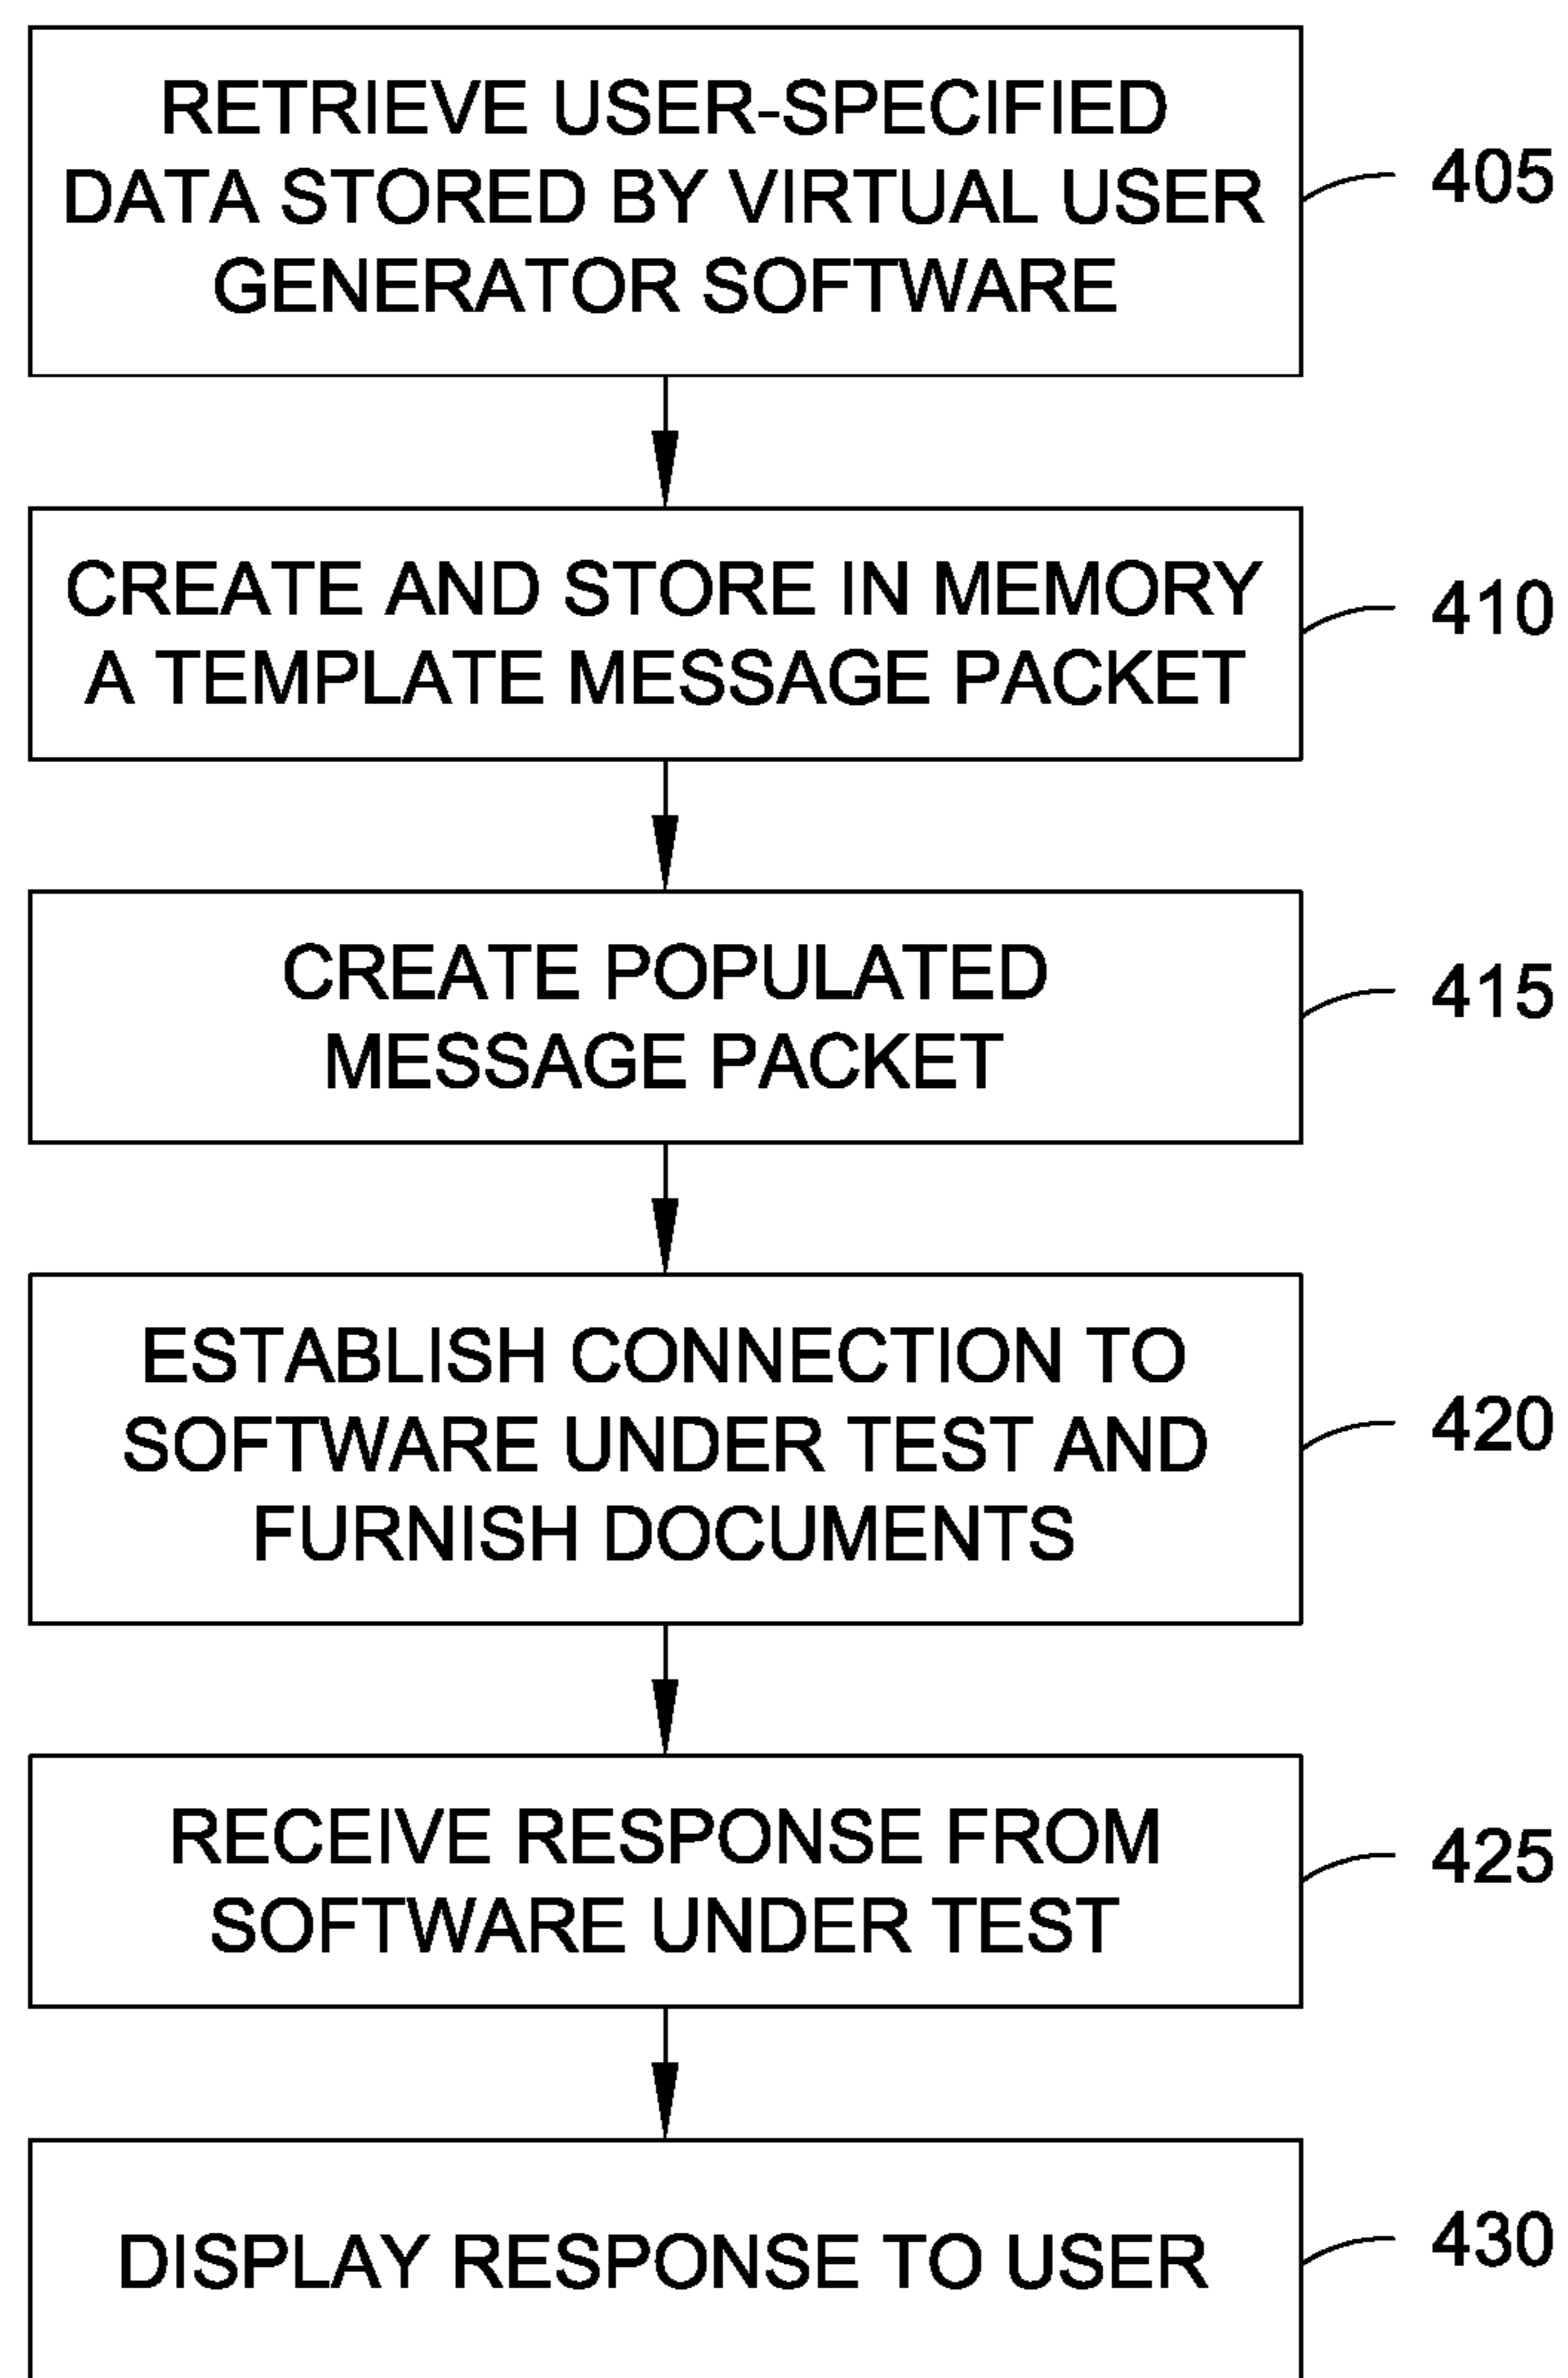 RETRIEVE USER-SPECIFIED
DATA STORED BY VIRTUAL USER
GENERATOR SOFTWARE
405
CREATE AND STORE IN MEMORY
A TEMPLATE MESSAGE PACKET
410
CREATE POPULATED
MESSAGE PACKET
415
ESTABLISH CONNECTION TO
SOFTWARE UNDER TEST AND
FURNISH DOCUMENTS
420
RECEIVE RESPONSE FROM
SOFTWARE UNDER TEST
425
DISPLAY RESPONSE TO USER
430